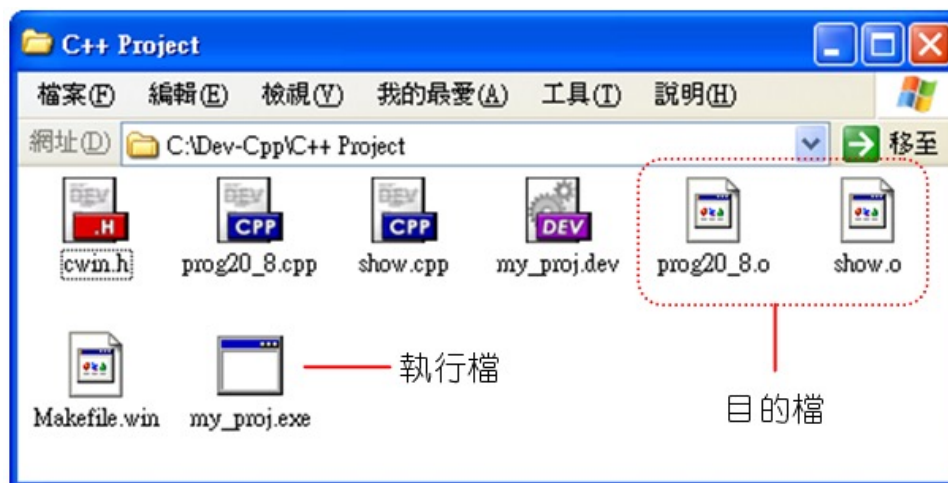 C++ Project
檔案(F) 編輯(E) 檢視(V) 我的最愛(A) 工具(T) 說明(H)
網址(D) C:\Dev-Cpp\C++ Project 移至
DEV .H DEV CPP DEV CPP DEV
cwin.h prog20_8.cpp show.cpp my_proj.dev prog20_8.o show.o
執行檔
Makefile.win my_proj.exe
目的檔